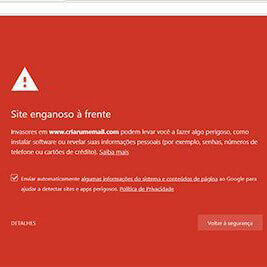 Site enganoso à frente
Invasores em www.criarumemail.com podem levar você a fazer algo perigoso, como
instalar software ou revelar suas informações pessoais (por exemplo, senhas, números de
telefone ou cartões de crédito). Saiba mais
Enviar automaticamente algumas informações do sistema e conteúdos de página ao Google para
ajudar a detectar sites e apps perigosos. Política de Privacidade
DETALHES
Voltar à segurança